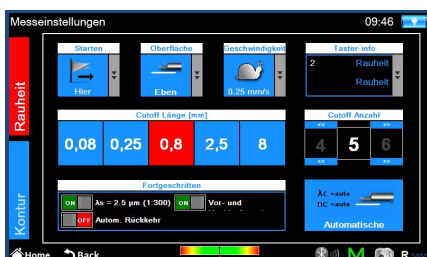 Messeinstellungen 09:46
Rauheit
Kontur
Starten
Hier
Oberfläche
Eben
Geschwindigkeit
0.25 mm/s
Taster-info
2 Rauheit
Rauheit
Cutoff Länge [mm]
0,08 0,25 0,8 2,5 8
Cutoff Anzahl
<< >>
4 5 6
<< >>
Fortgeschritten
ON λs = 2.5 µm (1:300) ON Vor- und
OFF Autom. Rückkehr
λc =auto
nc =auto
Automatische
Home Back M R